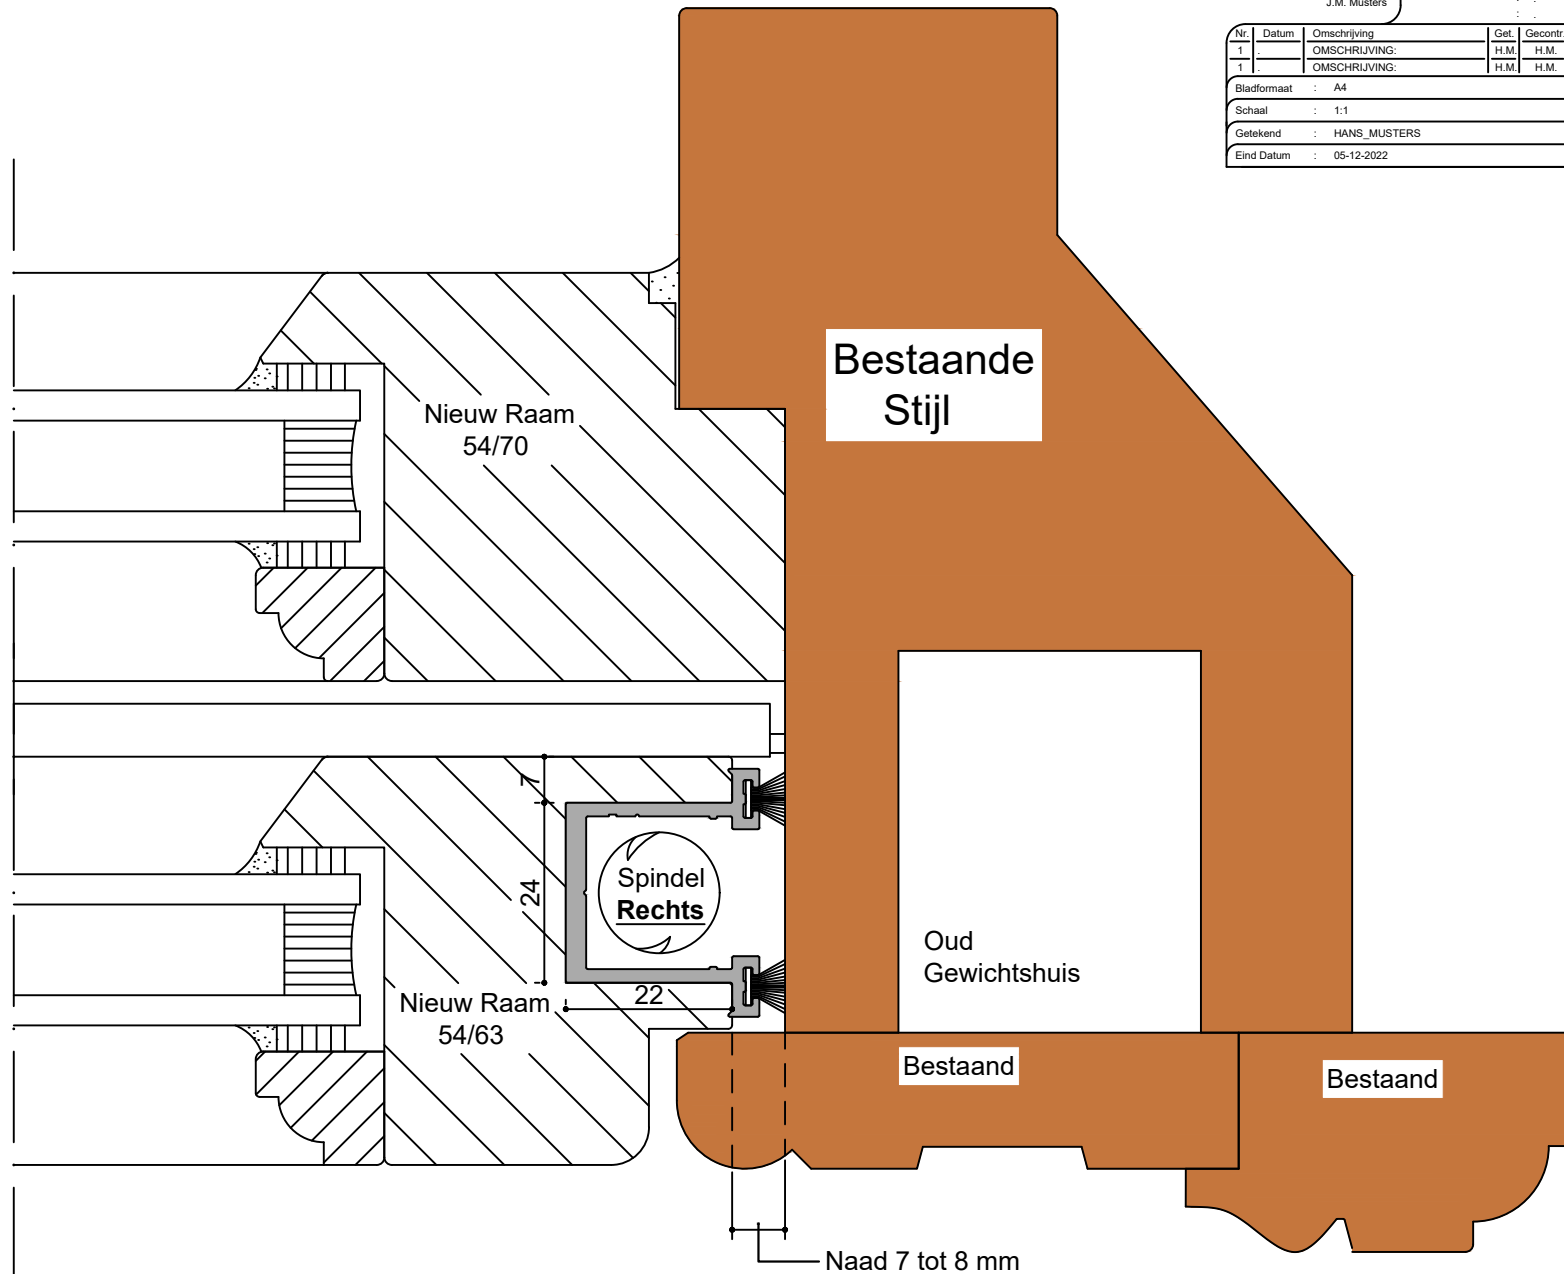 J.M. Musters
Nr. Datum Omschrijving Get. Gecontr.
1 . OMSCHRIJVING: H.M. H.M.
1 . OMSCHRIJVING: H.M. H.M.
Bladformaat : A4
Schaal : 1:1
Getekend : HANS_MUSTERS
Eind Datum : 05-12-2022
Bestaande
Stijl
Nieuw Raam
54/70
7
24
Spindel
Rechts
22
Oud
Gewichtshuis
Nieuw Raam
54/63
Bestaand
Bestaand
Naad 7 tot 8 mm